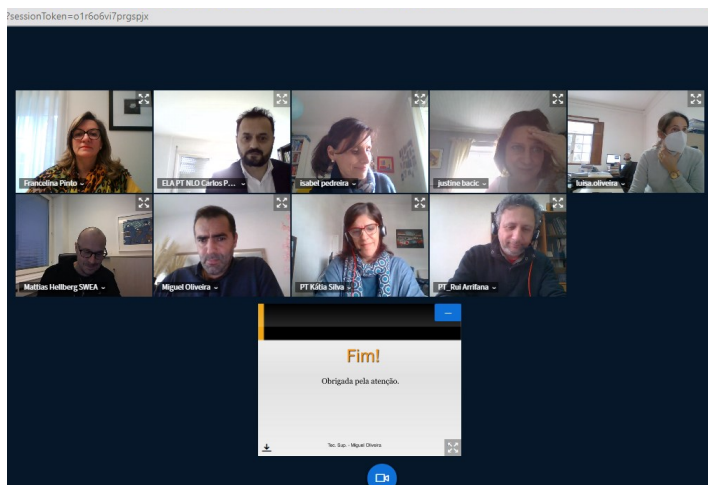 ?sessionToken=o1r6o6vi7prgspjx
Francelina Pinto
ELA PT NLO Carlos P...
isabel pedreira
justine bacic
luisa.oliveira
Mattias Hellberg SWEA
Miguel Oliveira
PT Kátia Silva
PT_Rui Arrifana
Fim!
Obrigada pela atenção.
Tec. Sup. - Miguel Oliveira